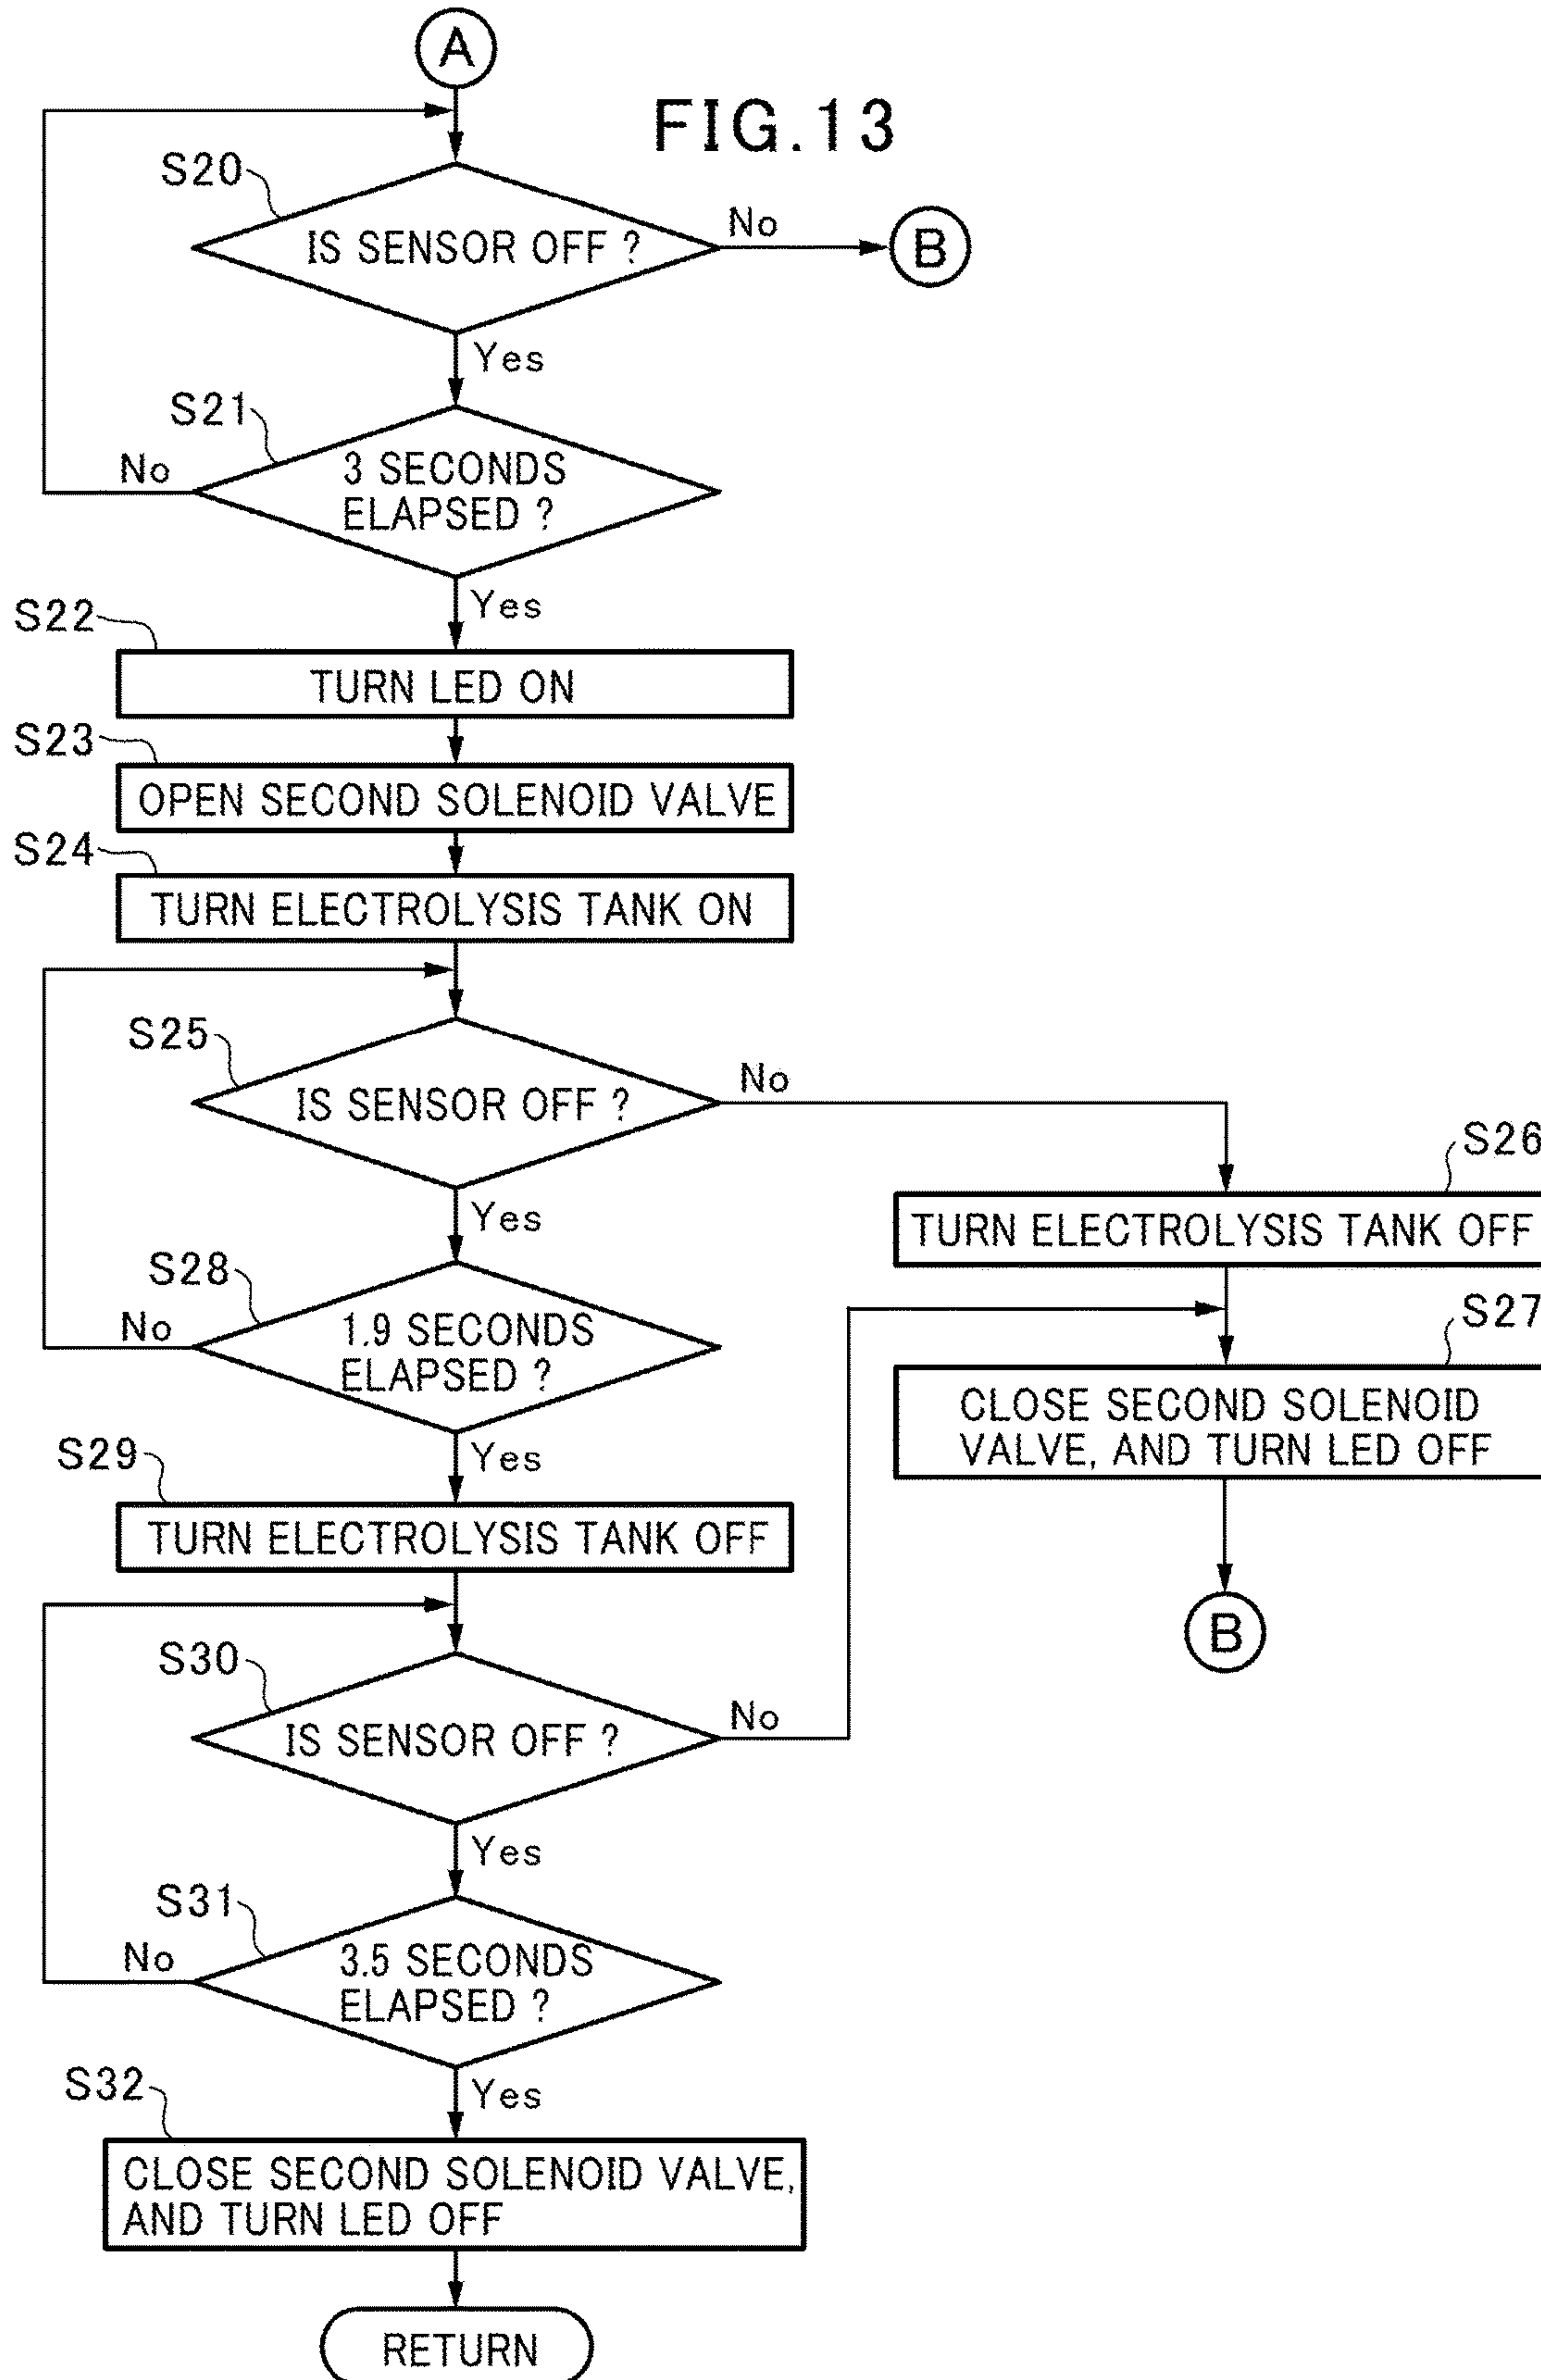 A
FIG.13
S20
IS SENSOR OFF ?
No
B
Yes
S21
3 SECONDS
ELAPSED ?
No
Yes
S22
TURN LED ON
S23
OPEN SECOND SOLENOID VALVE
S24
TURN ELECTROLYSIS TANK ON
S25
IS SENSOR OFF ?
No
S26
TURN ELECTROLYSIS TANK OFF
Yes
S28
1.9 SECONDS
ELAPSED ?
No
S27
CLOSE SECOND SOLENOID
VALVE, AND TURN LED OFF
Yes
S29
TURN ELECTROLYSIS TANK OFF
B
S30
IS SENSOR OFF ?
No
Yes
S31
3.5 SECONDS
ELAPSED ?
No
Yes
S32
CLOSE SECOND SOLENOID VALVE,
AND TURN LED OFF
RETURN